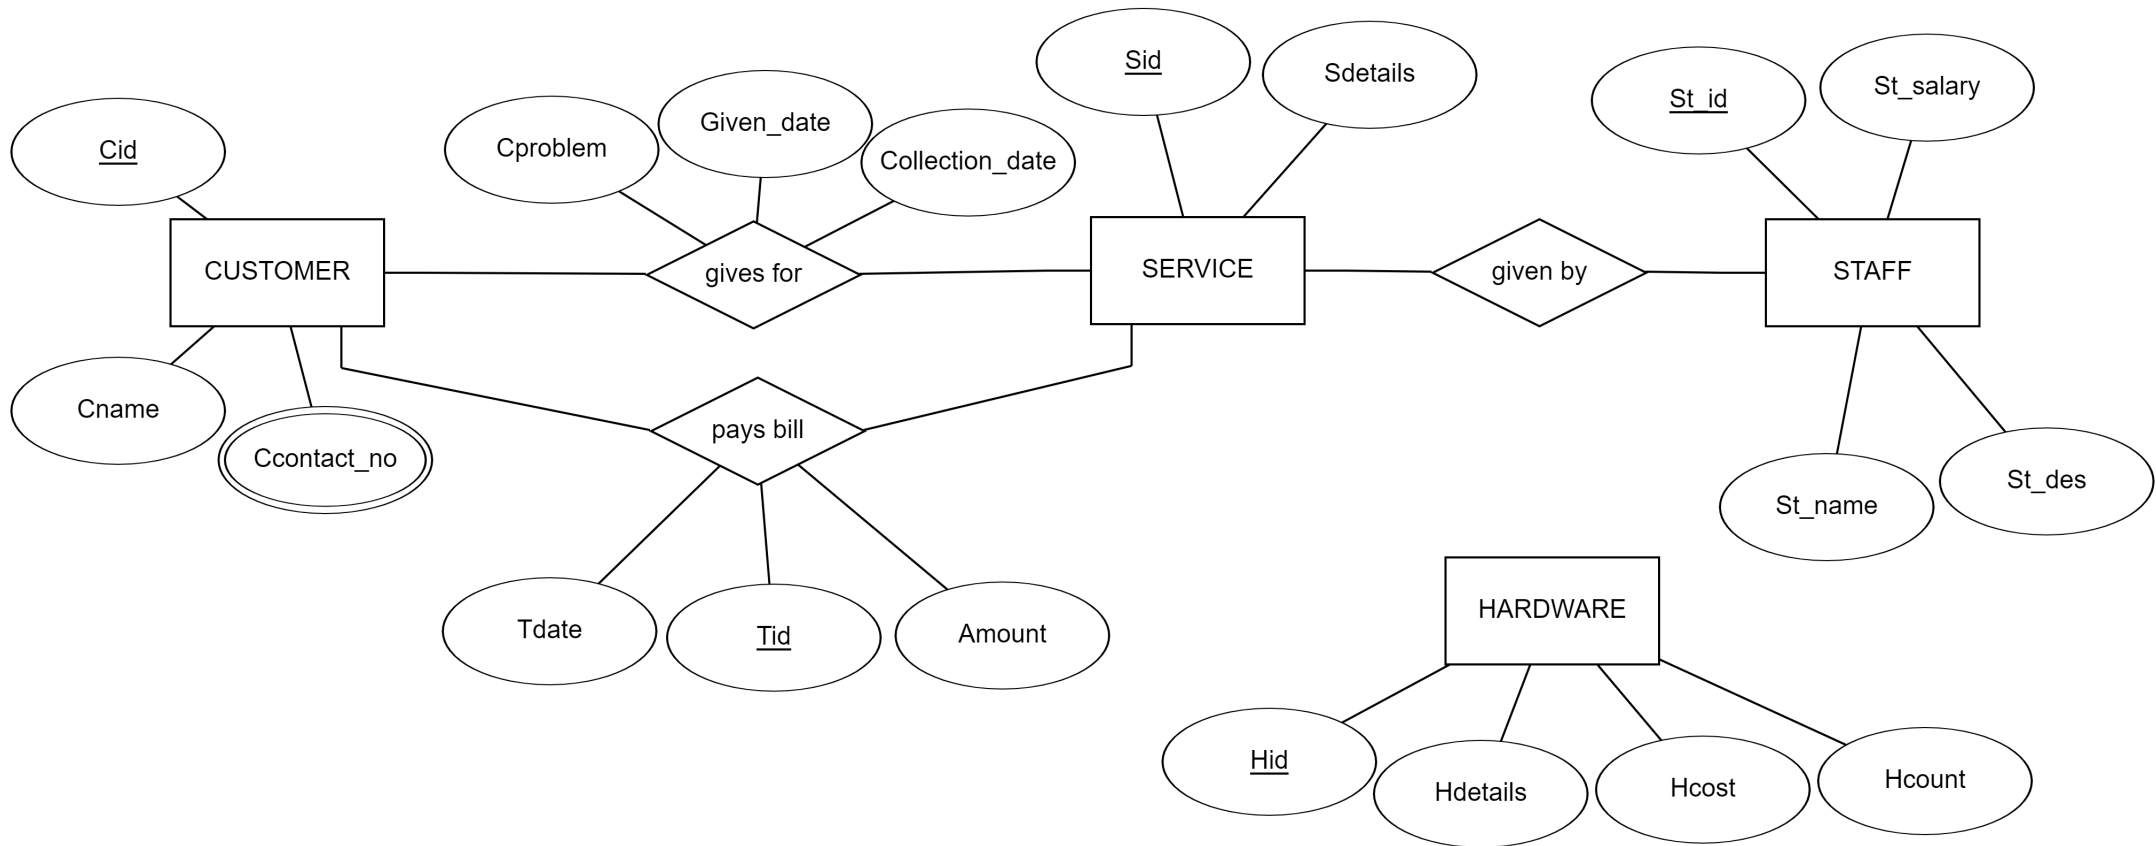 Sid
Sdetails
St_id
St_salary
Given_date
Cproblem
Cid
Collection_date
CUSTOMER
gives for
SERVICE
given by
STAFF
Cname
Ccontact_no
pays bill
St_des
St_name
HARDWARE
Tdate
Tid
Amount
Hid
Hdetails
Hcost
Hcount